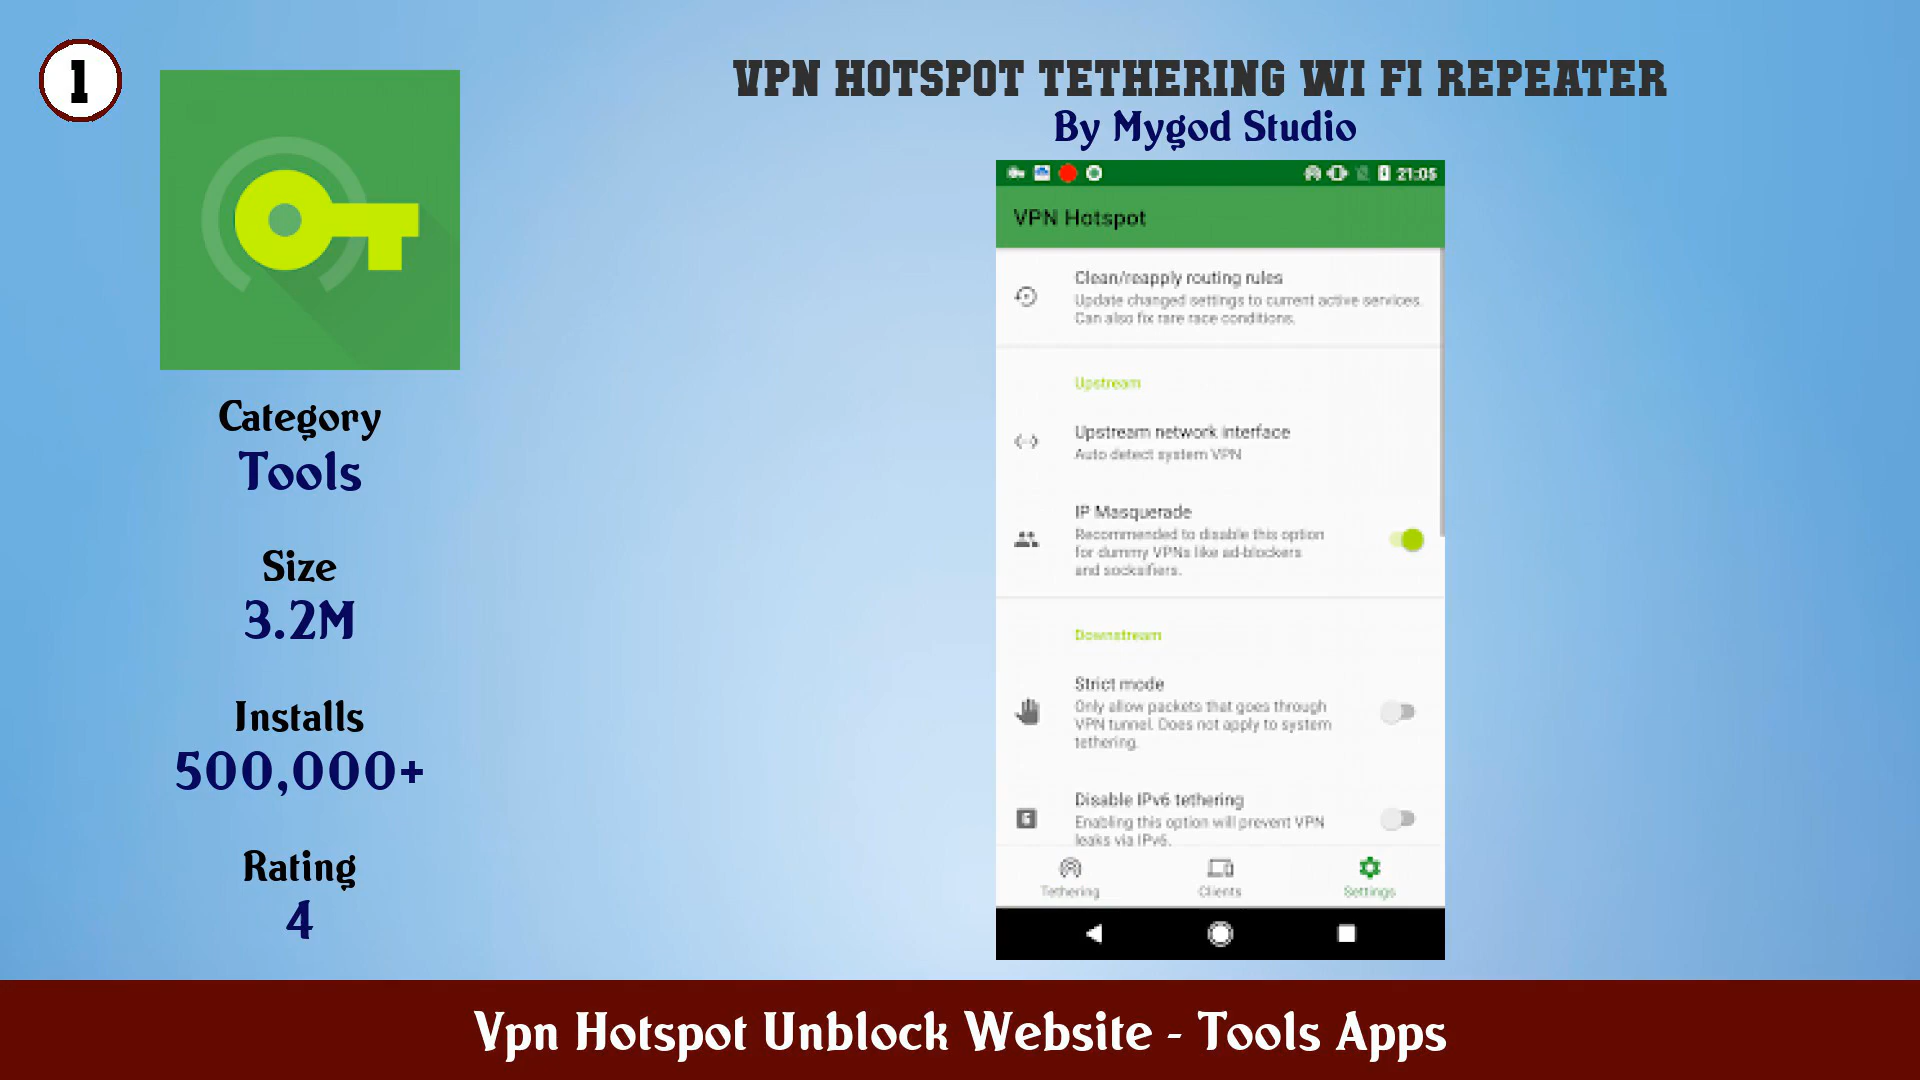 1
VPN HOTSPOT TETHERING WI FI REPEATER
By Mygod Studio
Category
Tools
Size
3.2M
Installs
500,000+
Rating
4
21:05
VPN Hotspot
Clean/reapply routing rules
Update changed settings to current active services.
Can also fix rare race conditions.
Upstream
Upstream network interface
Auto detect system VPN
IP Masquerade
Recommended to disable this option
for dummy VPNs like ad-blockers
and socksifiers.
Downstream
Strict mode
Only allow packets that goes through
VPN tunnel. Does not apply to system
tethering.
Disable IPv6 tethering
Enabling this option will prevent VPN
leaks via IPv6.
Tethering
Clients
Settings
Vpn Hotspot Unblock Website - Tools Apps